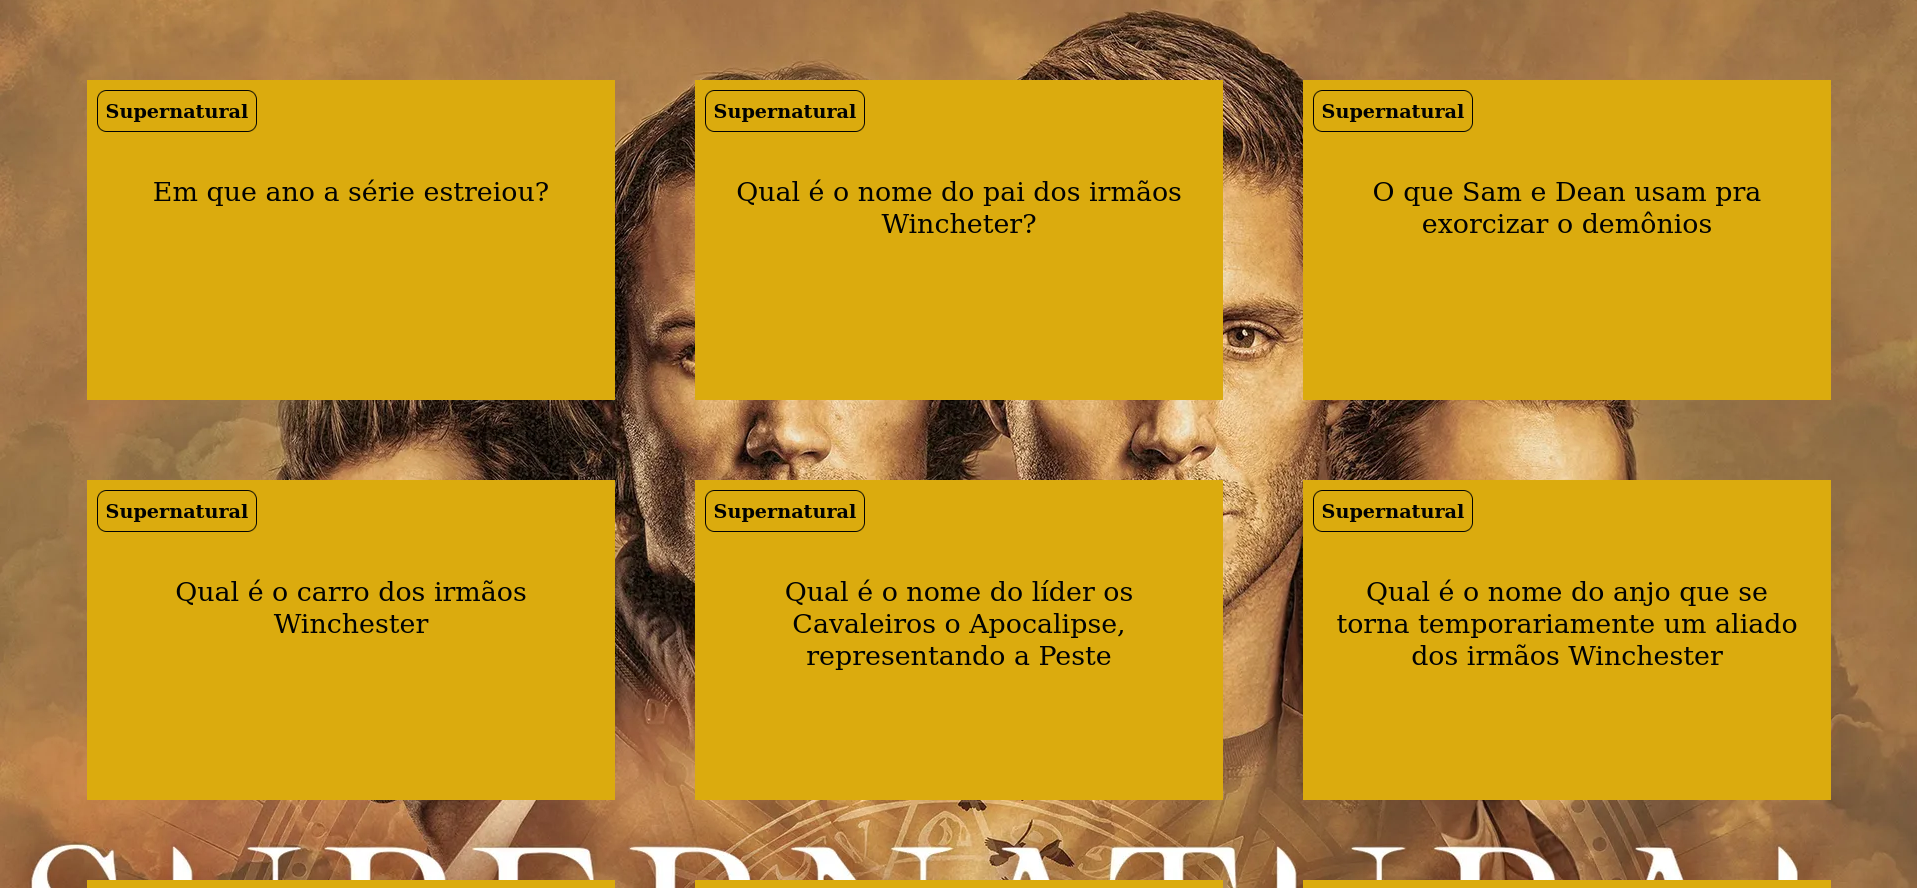 Supernatural
Em que ano a série estreiou?
Supernatural
Qual é o nome do pai dos irmãos
Wincheter?
Supernatural
O que Sam e Dean usam pra
exorcizar o demônios
Supernatural
Qual é o carro dos irmãos
Winchester
Supernatural
Qual é o nome do líder os
Cavaleiros o Apocalipse,
representando a Peste
Supernatural
Qual é o nome do anjo que se
torna temporariamente um aliado
dos irmãos Winchester
SUPERNATURAL